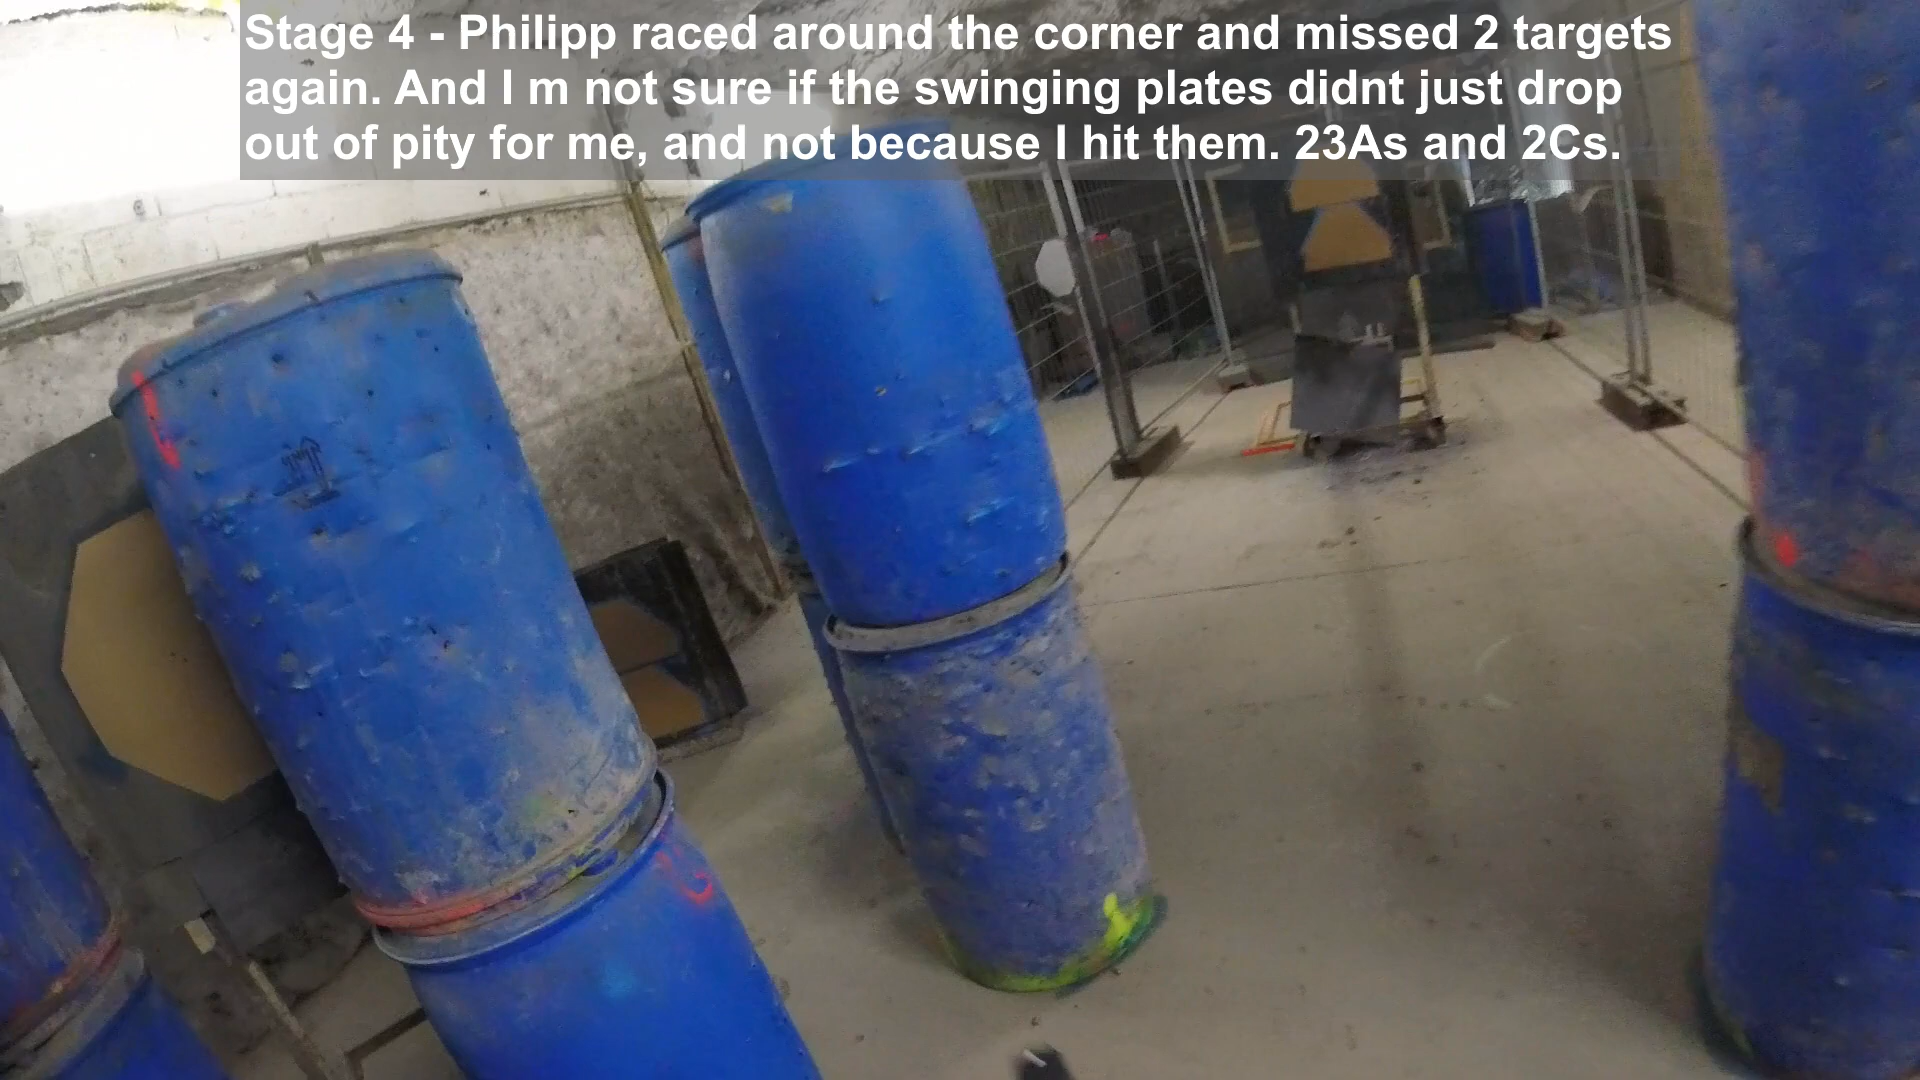 Stage 4 - Philipp raced around the corner and missed 2 targets
again. And I m not sure if the swinging plates didnt just drop
out of pity for me, and not because I hit them. 23As and 2Cs.